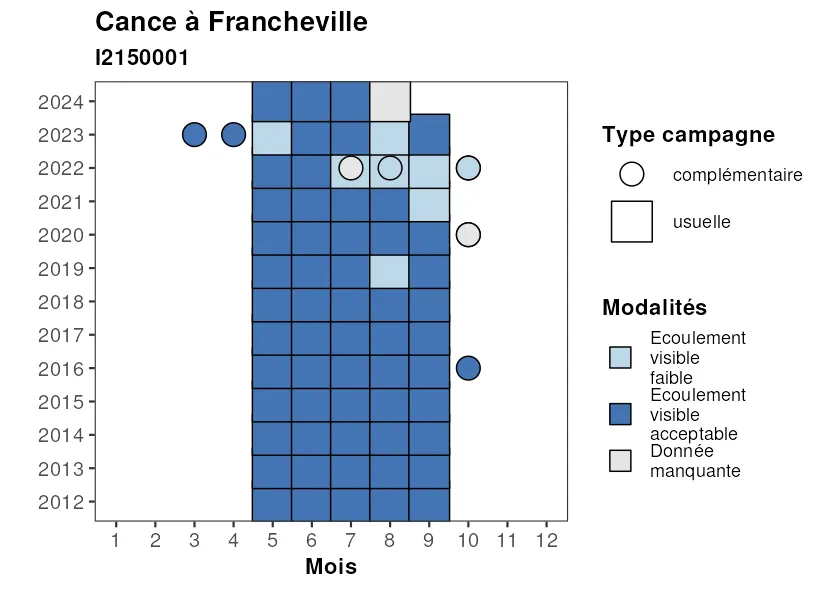 Cance à Francheville
I2150001
2024
2023
2022
2021
2020
2019
2018
2017
2016
2015
2014
2013
2012
1 2 3 4 5 6 7 8 9 10 11 12
Mois
Type campagne
complémentaire
usuelle
Modalités
Ecoulement
visible
faible
Ecoulement
visible
acceptable
Donnée
manquante